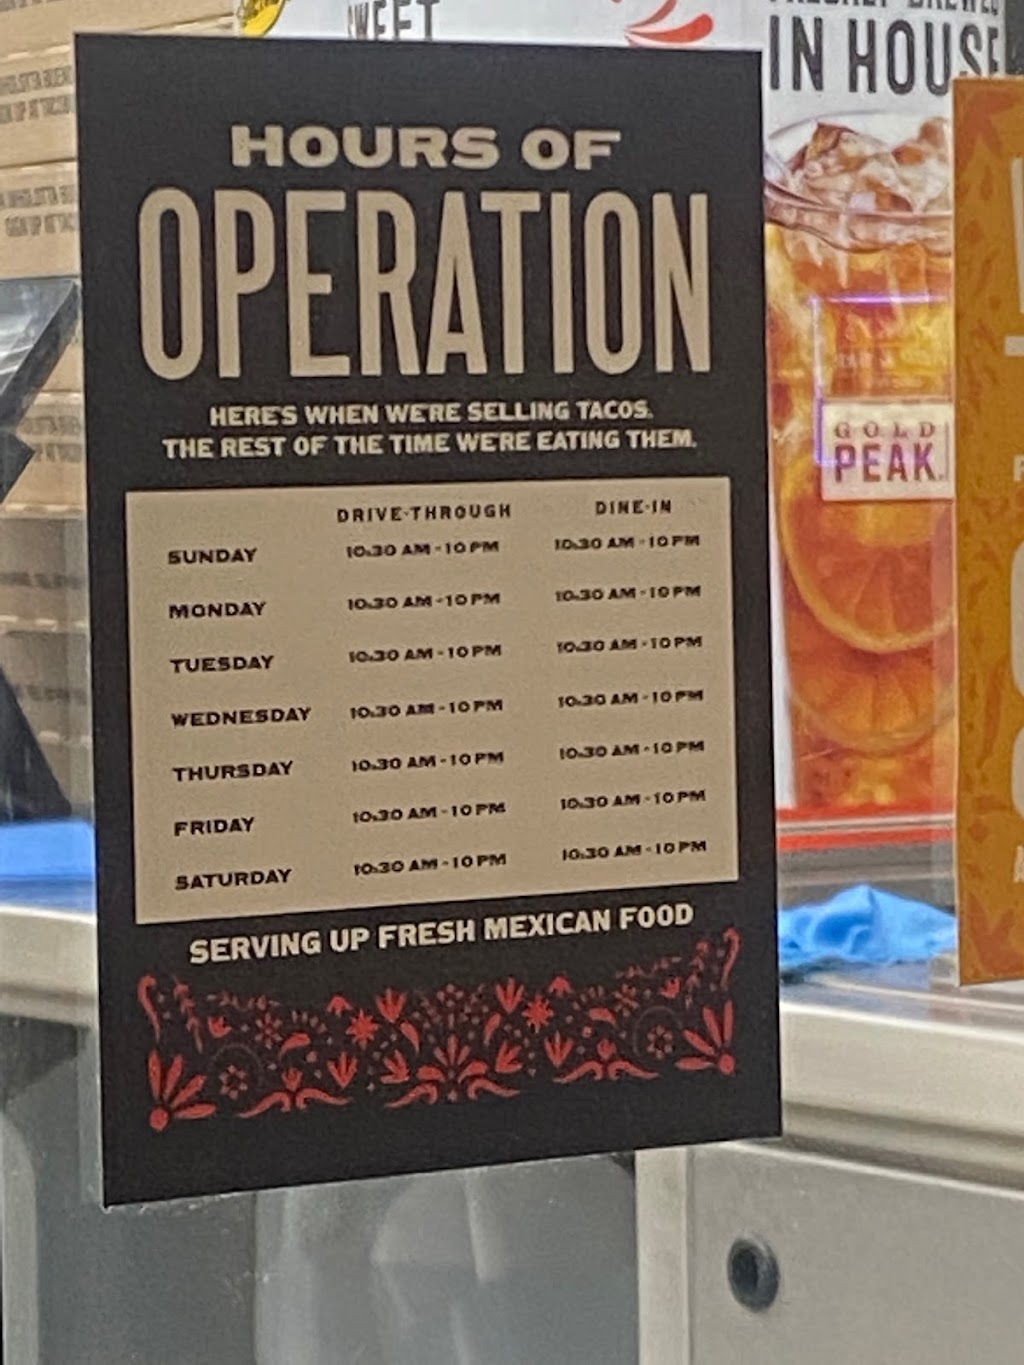 SWEET
IN HOUSE
HOURS OF
OPERATION
HERE'S WHEN WE'RE SELLING TACOS.
THE REST OF THE TIME WE'RE EATING THEM.
DRIVE-THROUGH DINE-IN
SUNDAY 10:30 AM - 10 PM 10:30 AM - 10 PM
MONDAY 10:30 AM - 10 PM 10:30 AM - 10 PM
TUESDAY 10:30 AM - 10 PM 10:30 AM - 10 PM
WEDNESDAY 10:30 AM - 10 PM 10:30 AM - 10 PM
THURSDAY 10:30 AM - 10 PM 10:30 AM - 10 PM
FRIDAY 10:30 AM - 10 PM 10:30 AM - 10 PM
SATURDAY 10:30 AM - 10 PM 10:30 AM - 10 PM
SERVING UP FRESH MEXICAN FOOD
GOLD
PEAK